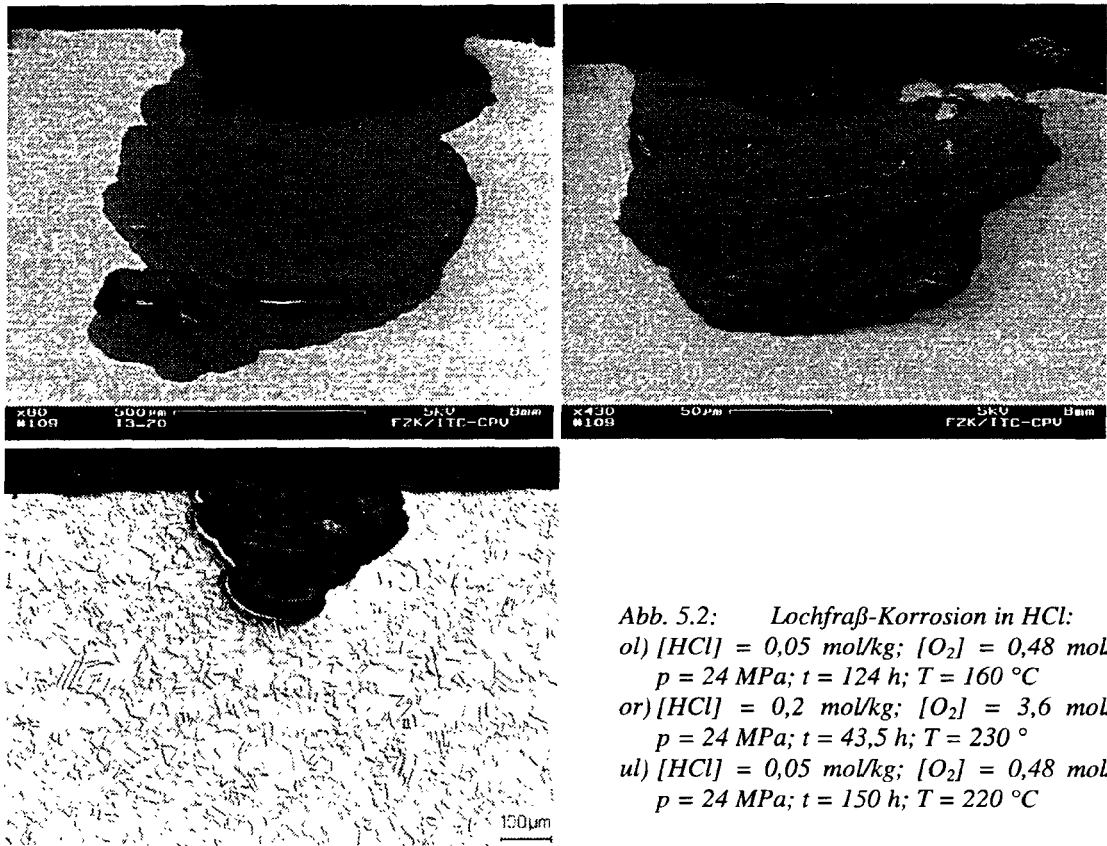 x80 500µm 5kV 8mm
#109 13_20 FZK/ITC-CPV
x430 50µm 5kV 8mm
#109 FZK/ITC-CPV
100µm
Abb. 5.2: Lochfraß-Korrosion in HCl:
ol) [HCl] = 0,05 mol/kg; [O₂] = 0,48 mol
p = 24 MPa; t = 124 h; T = 160 °C
or) [HCl] = 0,2 mol/kg; [O₂] = 3,6 mol
p = 24 MPa; t = 43,5 h; T = 230 °
ul) [HCl] = 0,05 mol/kg; [O₂] = 0,48 mol
p = 24 MPa; t = 150 h; T = 220 °C